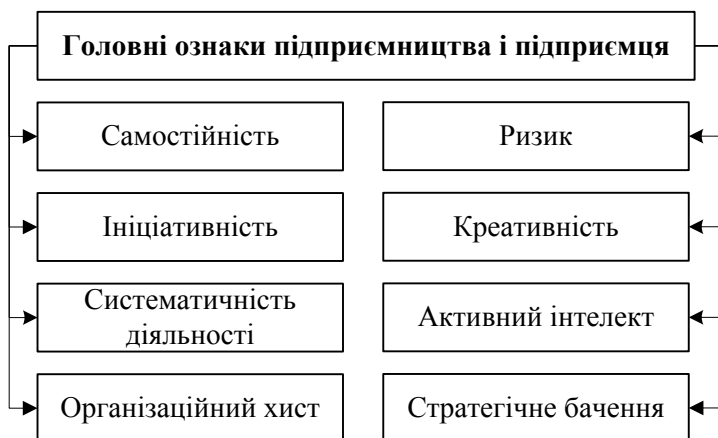 Головні ознаки підприємництва і підприємця
Самостійність
Ризик
Ініціативність
Креативність
Систематичність
діяльності
Активний інтелект
Організаційний хист
Стратегічне бачення